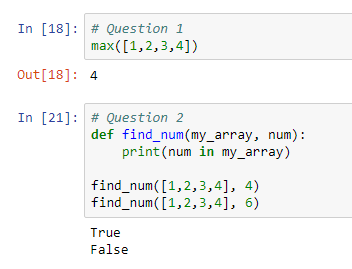 In [18]: # Question 1
max([1,2,3,4])
Out[18]: 4
In [21]: # Question 2
def find_num(my_array, num):
    print(num in my_array)
find_num([1,2,3,4], 4)
find_num([1,2,3,4], 6)
True
False